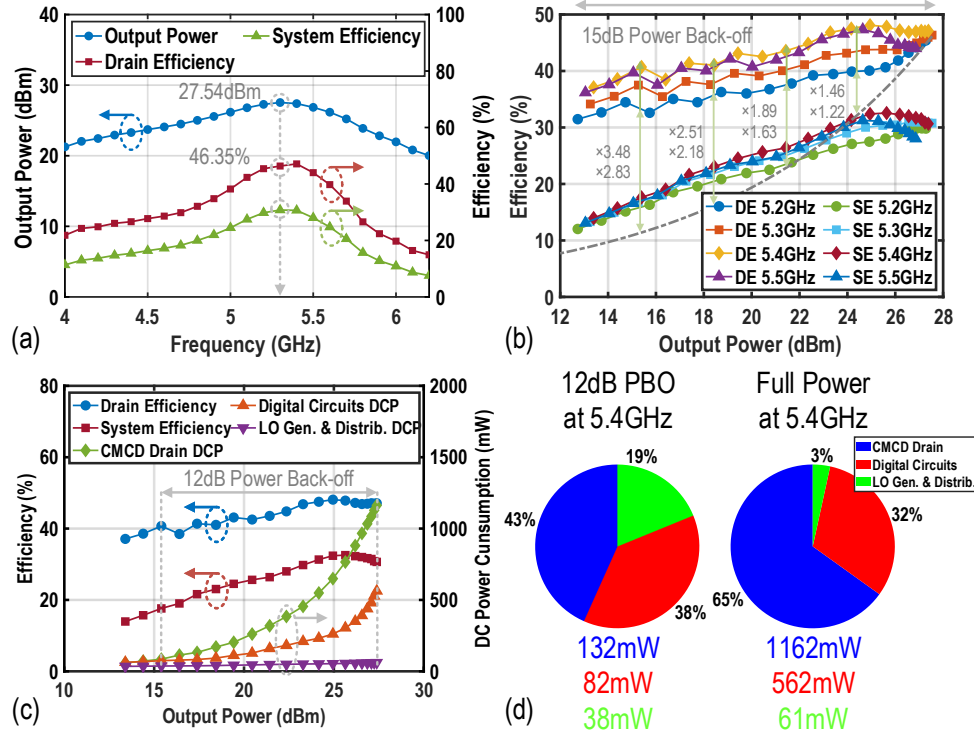 Output Power
System Efficiency
Drain Efficiency
27.54dBm
46.35%
Output Power (dBm)
50
40
30
20
10
0
100
80
60
40
20
0
Efficiency (%)
4
4.5
5
5.5
6
Frequency (GHz)
(a)
15dB Power Back-off
Efficiency (%)
50
40
30
20
10
0
×3.48
×2.83
×2.51
×2.18
×1.89
×1.63
×1.46
×1.22
DE 5.2GHz
SE 5.2GHz
DE 5.3GHz
SE 5.3GHz
DE 5.4GHz
SE 5.4GHz
DE 5.5GHz
SE 5.5GHz
12
14
16
18
20
22
24
26
28
Output Power (dBm)
(b)
Drain Efficiency
Digital Circuits DCP
System Efficiency
LO Gen. & Distrib. DCP
CMCD Drain DCP
12dB Power Back-off
Efficiency (%)
80
60
40
20
0
2000
1500
1000
500
0
DC Power Cunsumption (mW)
10
15
20
25
30
Output Power (dBm)
(c)
12dB PBO
at 5.4GHz
19%
43%
38%
132mW
82mW
38mW
Full Power
at 5.4GHz
CMCD Drain
Digital Circuits
LO Gen. & Distrib.
3%
32%
65%
1162mW
562mW
61mW
(d)